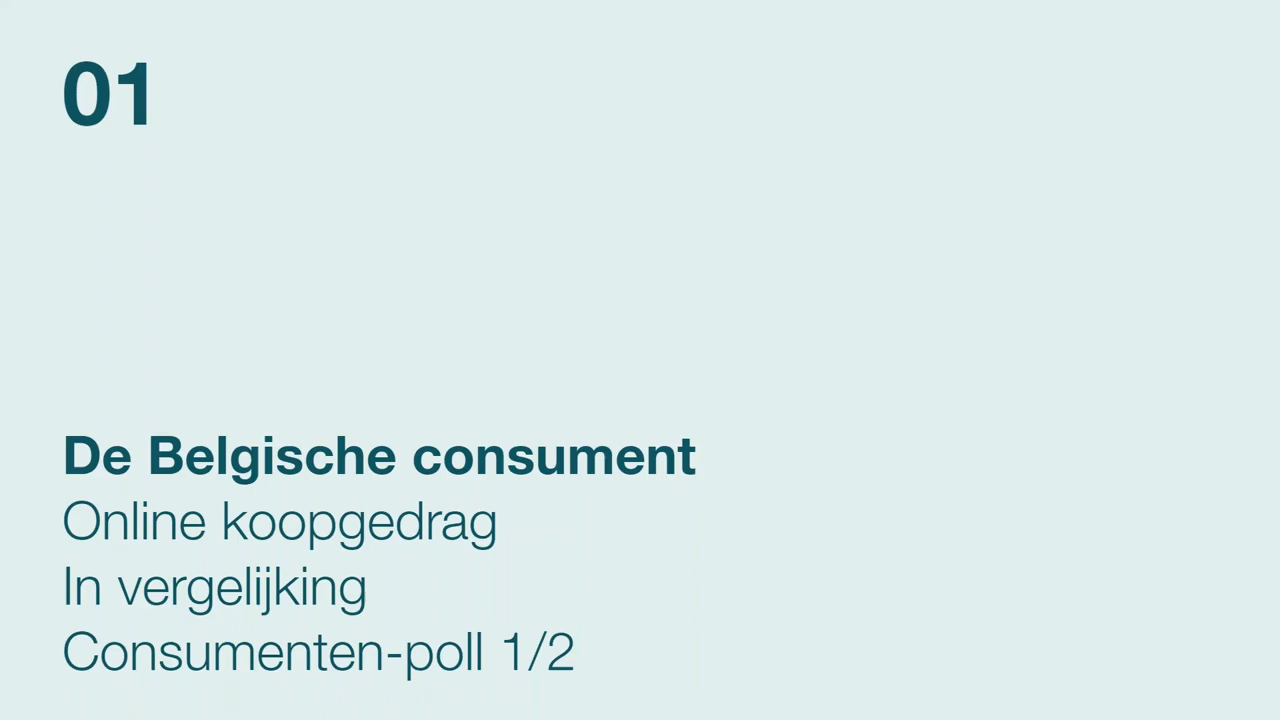 01
De Belgische consument
Online koopgedrag
In vergelijking
Consumenten-poll 1/2